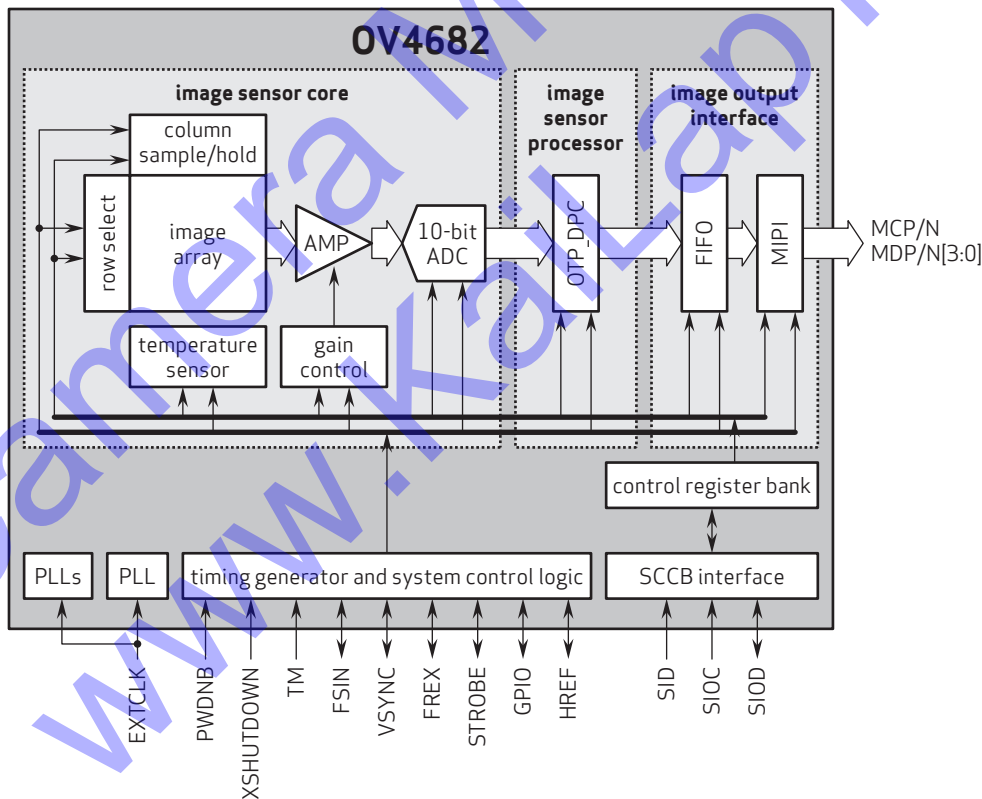 OV4682
image sensor core
image
sensor
processor
image output
interface
column
sample/hold
row select
image
array
AMP
10-bit
ADC
OTP_DPC
FIFO
MIPI
MCP/N
MDP/N[3:0]
temperature
sensor
gain
control
control register bank
PLLs
PLL
timing generator and system control logic
SCCB interface
EXTCLK
PWDNB
XSHUTDOWN
TM
FSIN
VSYNC
FREX
STROBE
GPIO
HREF
SID
SIOC
SIOD
Camera M
www.KaiLap